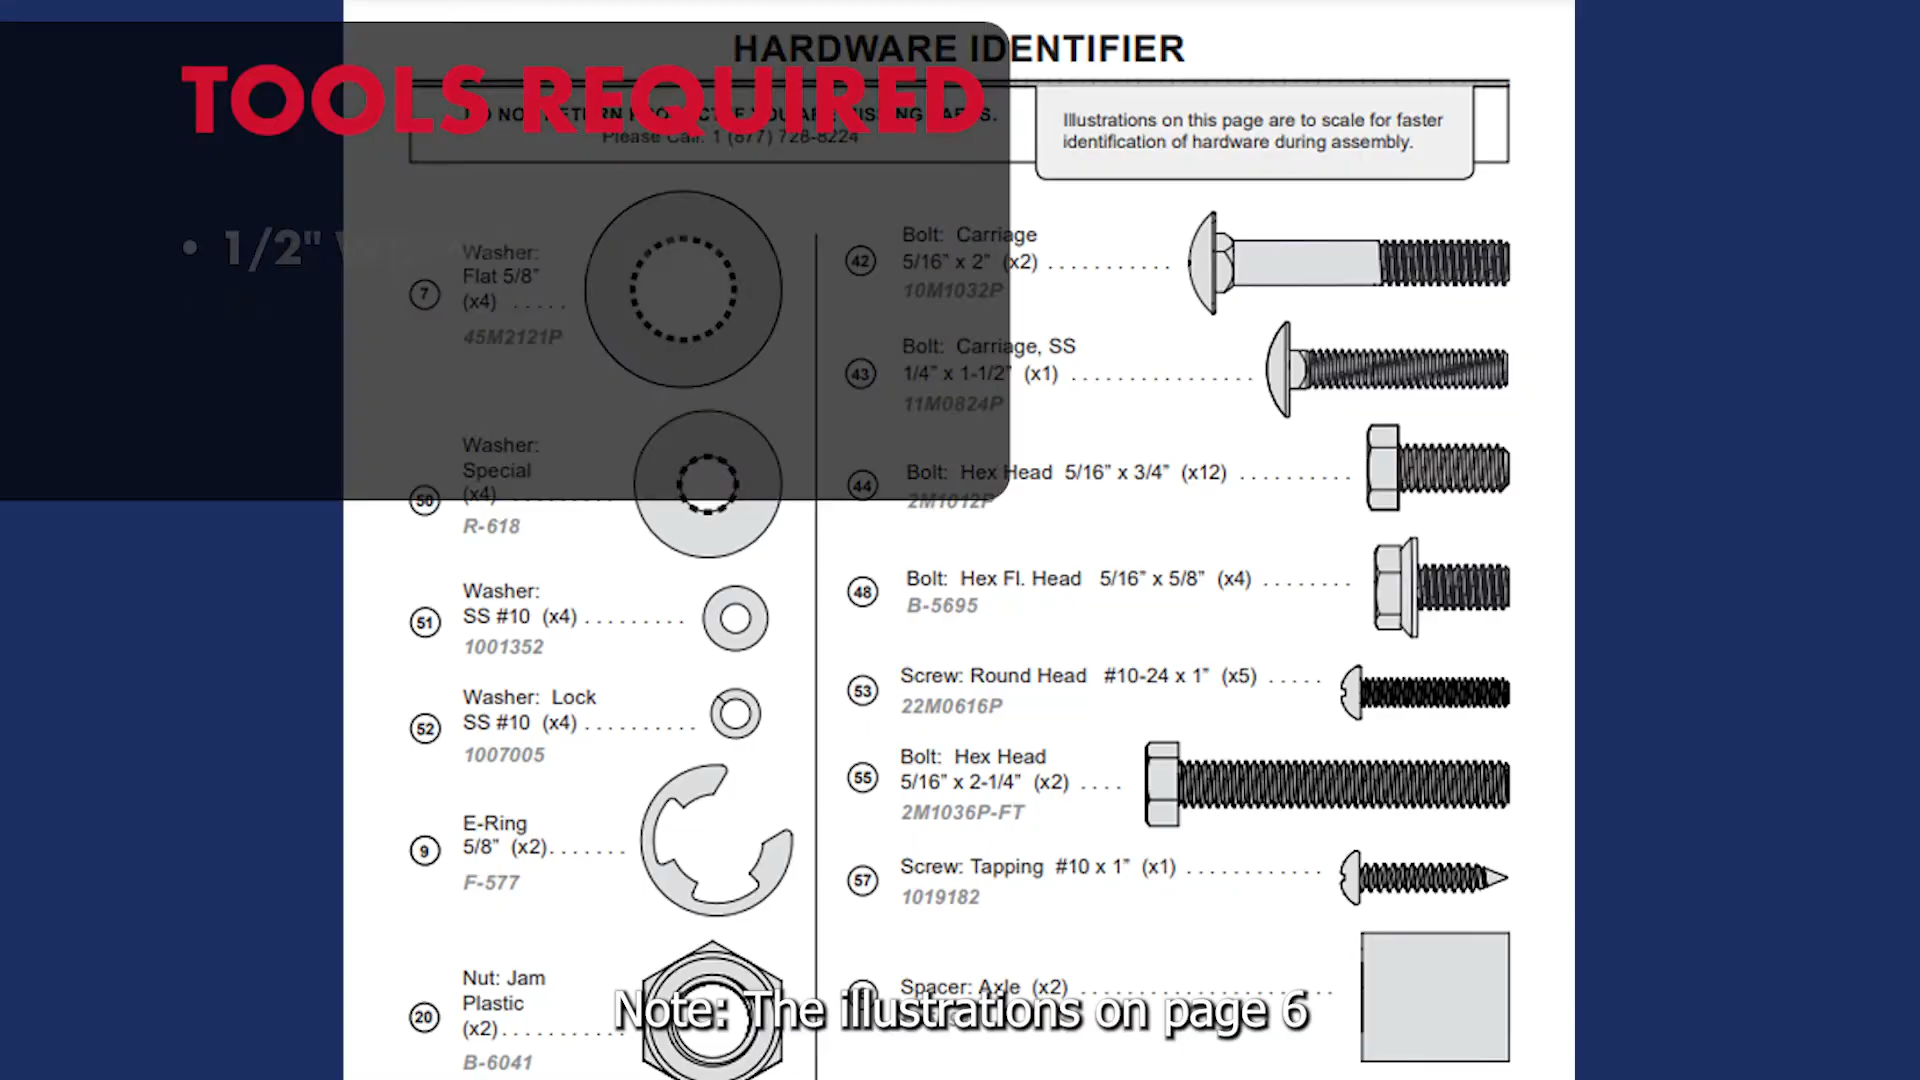 HARDWARE IDENTIFIER
TOOLS REQUIRED
Please Call: 1 (877) 728-8224
Illustrations on this page are to scale for faster
identification of hardware during assembly.
• 1/2"
7
Washer:
Flat 5/8”
(x4) .....
45M2121P
50
Washer:
Special
(x4)
R-618
51
Washer:
SS #10 (x4) .........
1001352
52
Washer: Lock
SS #10 (x4) ..........
1007005
9
E-Ring
5/8” (x2).......
F-577
20
Nut: Jam
Plastic
(x2)...........
B-6041
42
Bolt: Carriage
5/16” x 2” (x2) ...........
10M1032P
43
Bolt: Carriage, SS
1/4” x 1-1/2” (x1) ................
11M0824P
44
Bolt: Hex Head 5/16” x 3/4” (x12) ..........
2M1012P
48
Bolt: Hex Fl. Head 5/16” x 5/8” (x4) ........
B-5695
53
Screw: Round Head #10-24 x 1” (x5) .....
22M0616P
55
Bolt: Hex Head
5/16” x 2-1/4” (x2) ....
2M1036P-FT
57
Screw: Tapping #10 x 1” (x1) ............
1019182
Spacer: Axle (x2) ......................
Note: The illustrations on page 6